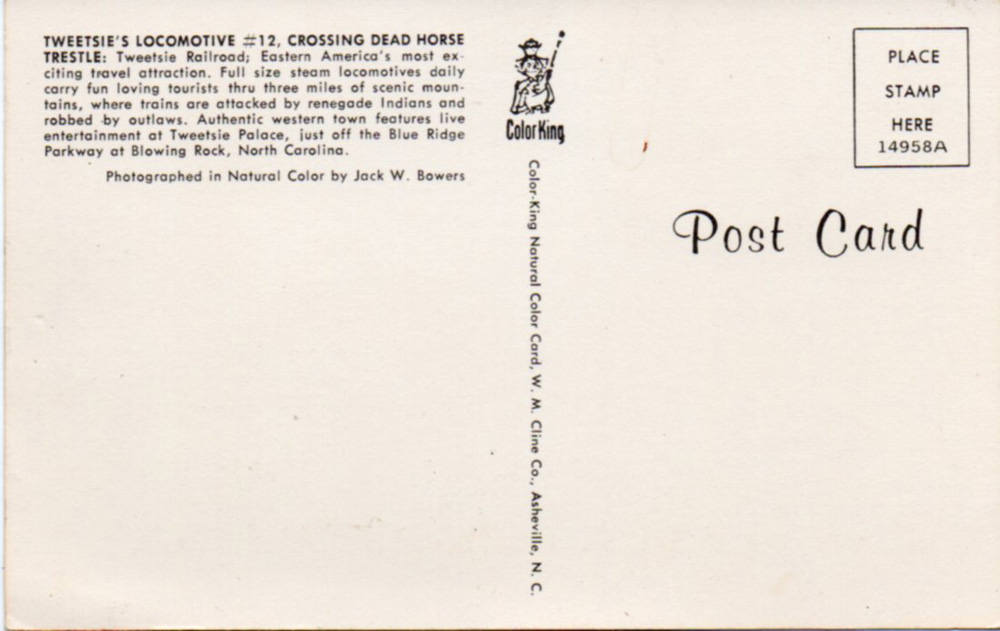 TWEETSIE'S LOCOMOTIVE #12, CROSSING DEAD HORSE
TRESTLE: Tweetsie Railroad; Eastern America's most ex-
citing travel attraction. Full size steam locomotives daily
carry fun loving tourists thru three miles of scenic moun-
tains, where trains are attacked by renegade Indians and
robbed by outlaws. Authentic western town features live
entertainment at Tweetsie Palace, just off the Blue Ridge
Parkway at Blowing Rock, North Carolina.
Photographed in Natural Color by Jack W. Bowers
ColorKing
Color-King Natural Color Card, W. M. Cline Co., Asheville, N. C.
PLACE
STAMP
HERE
14958A
Post Card